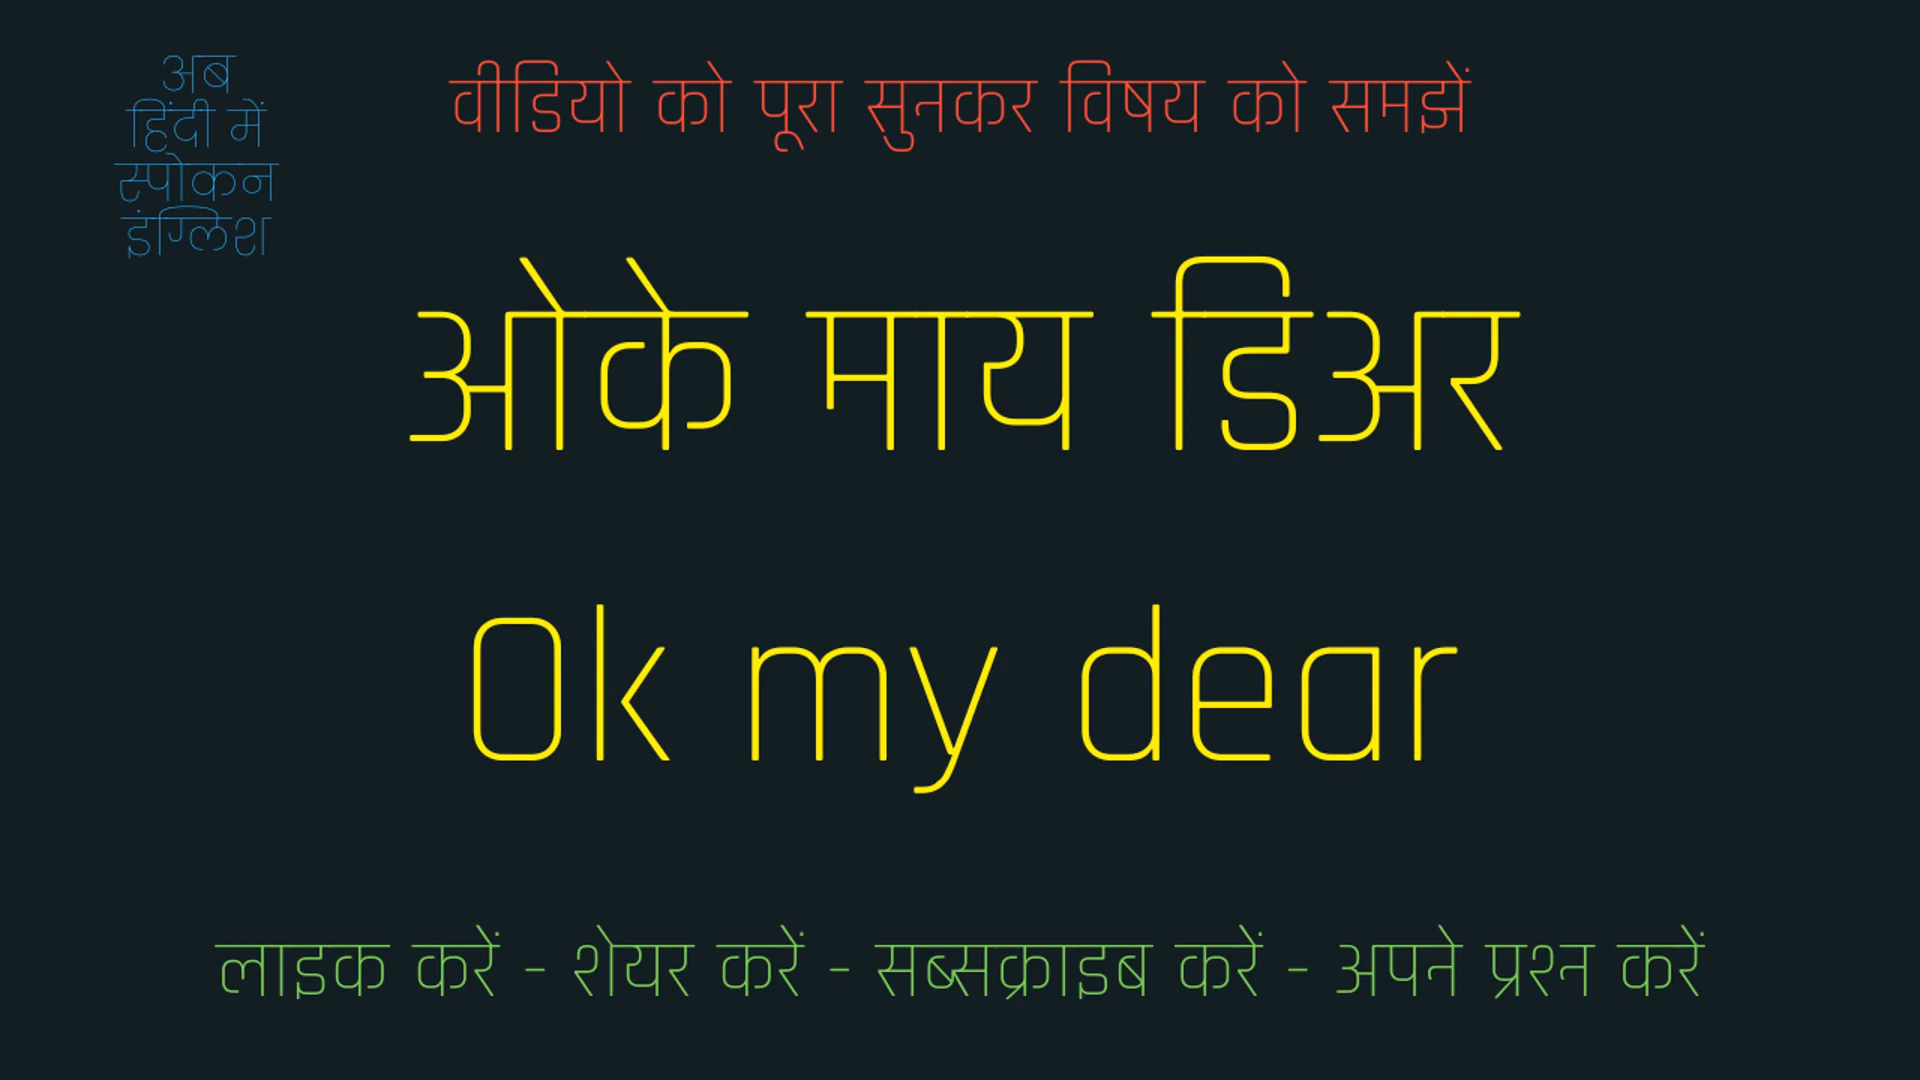 अब
हिंदी में
स्पोकन
इंग्लिश
वीडियो को पूरा सुनकर विषय को समझें
ओके माय डिअर
Ok my dear
लाइक करें - शेयर करें - सब्सक्राइब करें - अपने प्रश्न करें